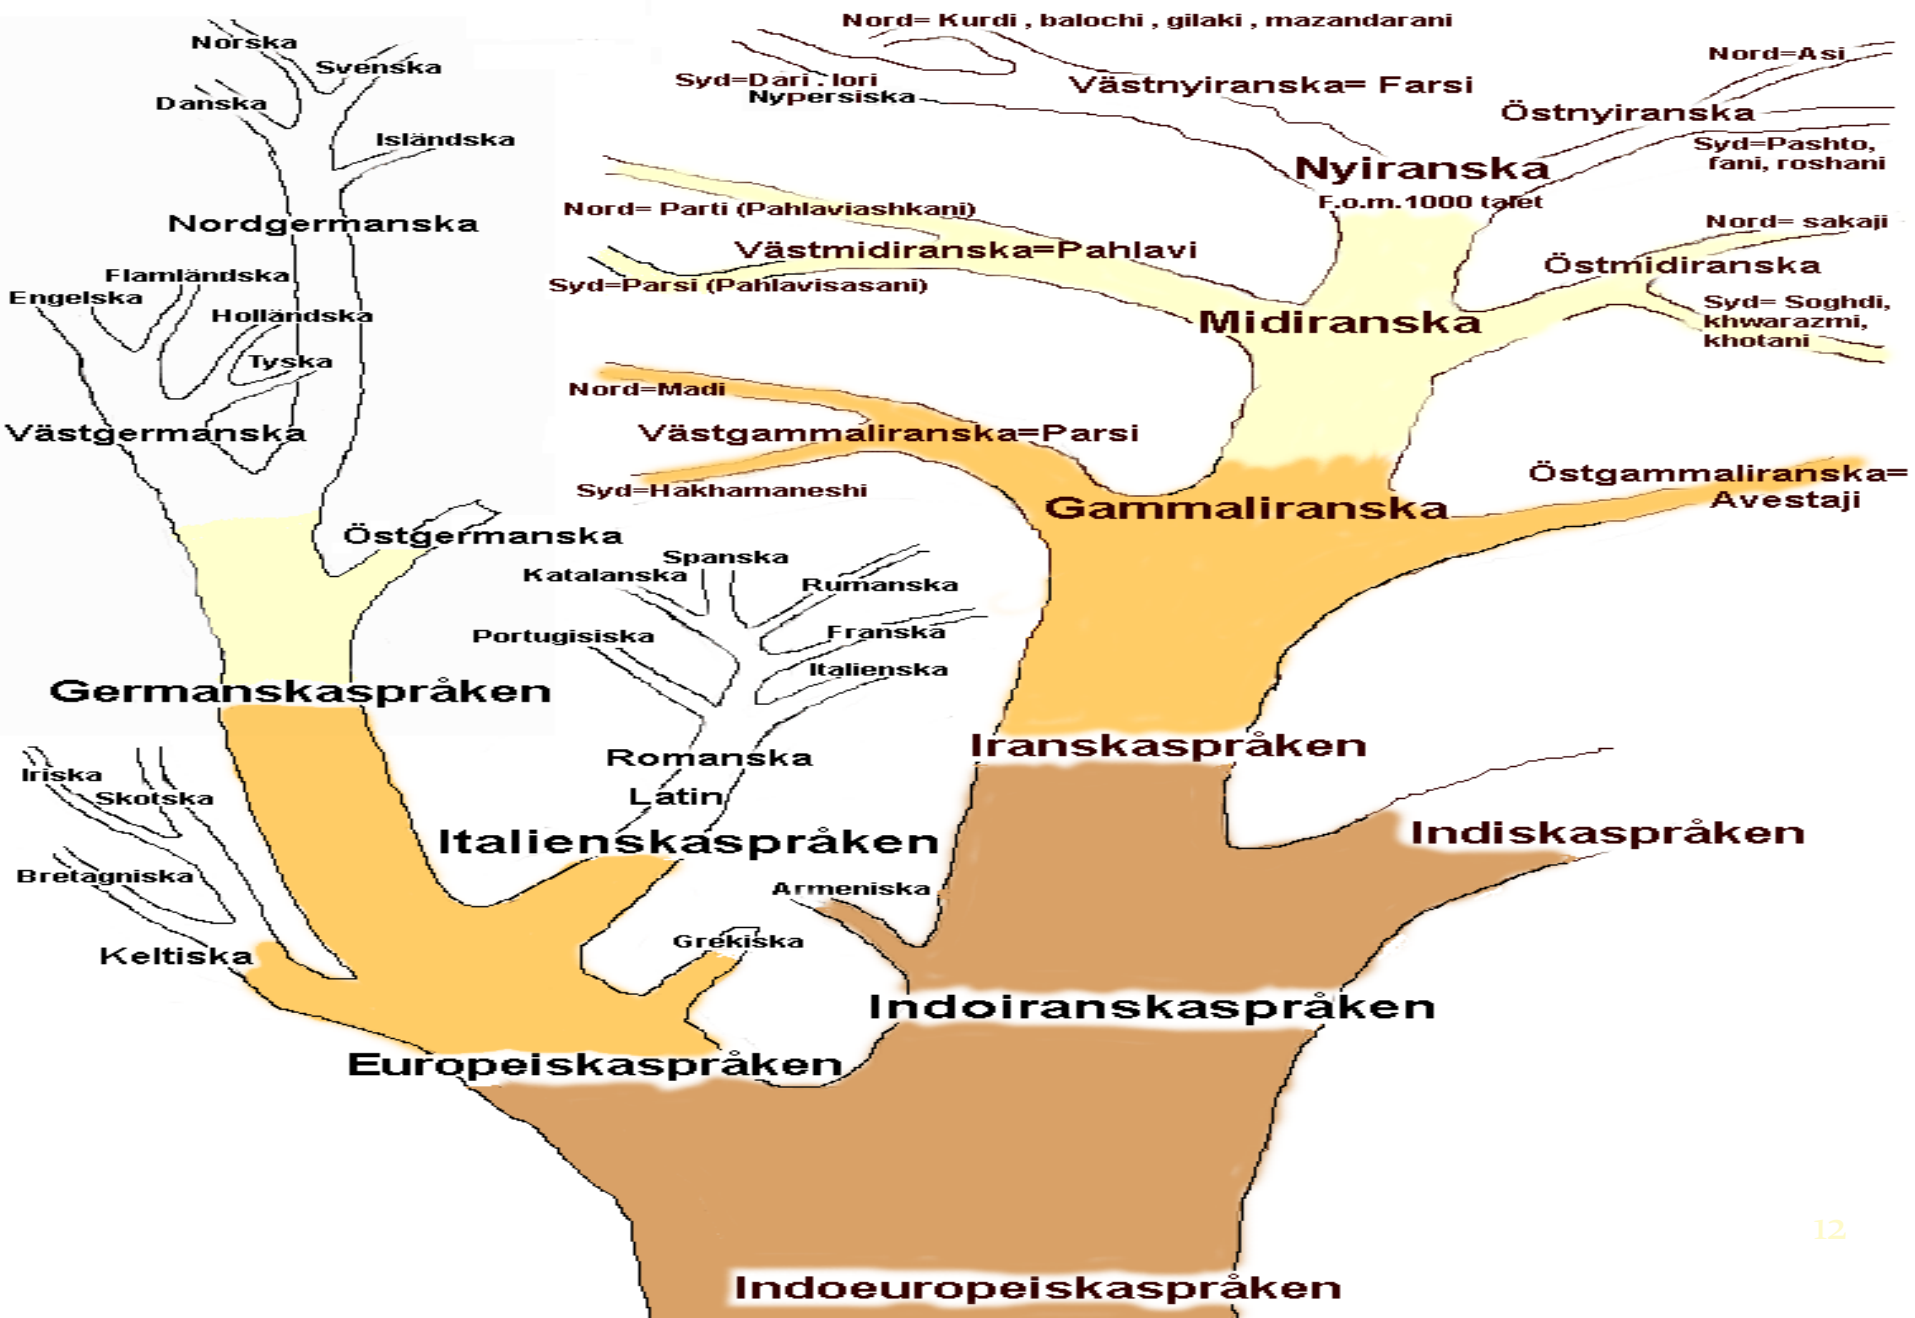 Nord= Kurdi , balochi , gilaki , mazandarani
Norska
Svenska
Danska
Isländska
Nordgermanska
Flamländska
Engelska
Holländska
Tyska
Västgermanska
Östgermanska
Germanskaspråken
Syd=Dari . lori
Nypersiska
Västnyiranska= Farsi
Nord=Asi
Östnyiranska
Syd=Pashto,
fani, roshani
Nyiranska
F.o.m.1000 talet
Nord= Parti (Pahlaviashkani)
Västmidiranska=Pahlavi
Syd=Parsi (Pahlavisasani)
Nord= sakaji
Östmidiranska
Syd= Soghdi,
khwarazmi,
khotani
Midiranska
Nord=Madi
Västgammaliranska=Parsi
Syd=Hakhamaneshi
Östgammaliranska=
Avestaji
Gammaliranska
Spanska
Katalanska
Rumanska
Portugisiska
Franska
Italienska
Romanska
Latin
Italienskaspråken
Iranskaspråken
Indiskaspråken
Iriska
Skotska
Bretagniska
Keltiska
Armeniska
Grekiska
Indoiranskaspråken
Europeiskaspråken
12
Indoeuropeiskaspråken